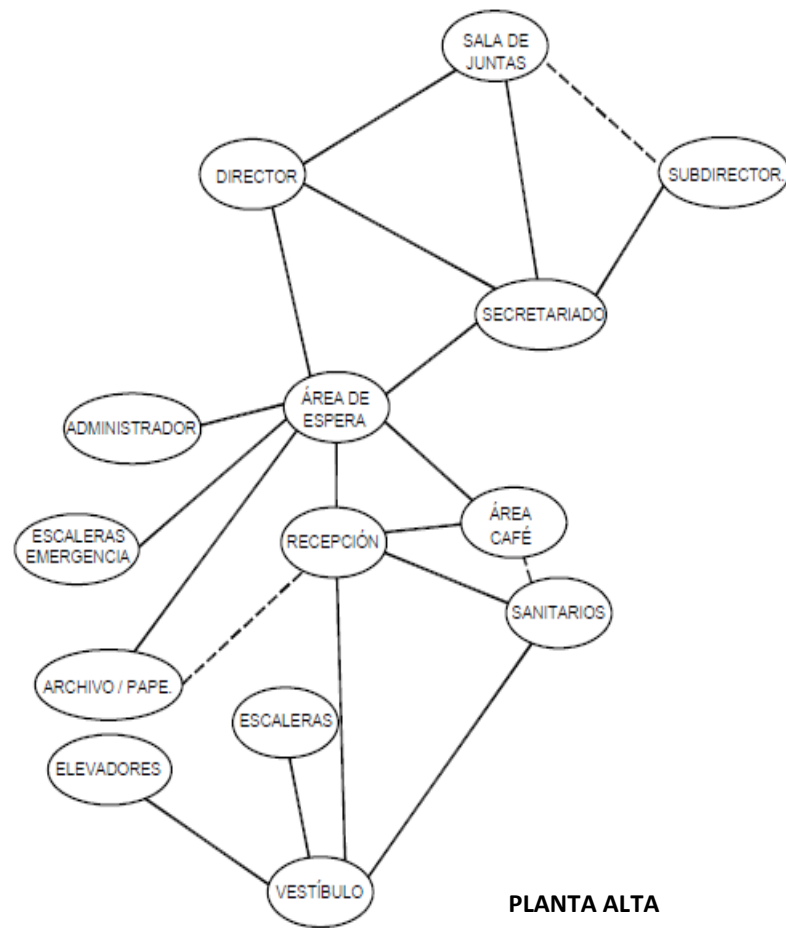 SALA DE
JUNTAS
DIRECTOR
SUBDIRECTOR.
SECRETARIADO
ÁREA DE
ESPERA
ADMINISTRADOR
ÁREA
CAFÉ
ESCALERAS
EMERGENCIA
RECEPCIÓN
SANITARIOS
ARCHIVO / PAPE.
ESCALERAS
ELEVADORES
VESTÍBULO
PLANTA ALTA